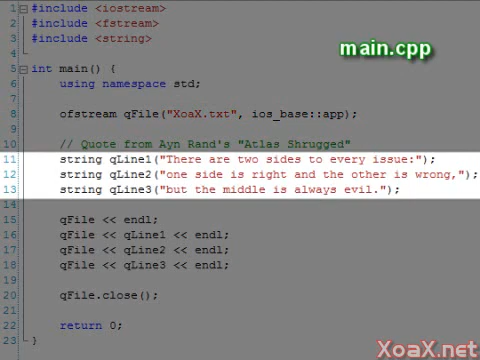 main.cpp
1 #include <iostream>
2 #include <fstream>
3 #include <string>
4
5 int main() {
6 using namespace std;
7
8 ofstream qFile("XoaX.txt", ios_base::app);
9
10 // Quote from Ayn Rand's "Atlas Shrugged"
11 string qLine1("There are two sides to every issue:");
12 string qLine2("one side is right and the other is wrong,");
13 string qLine3("but the middle is always evil.");
14
15 qFile << endl;
16 qFile << qLine1 << endl;
17 qFile << qLine2 << endl;
18 qFile << qLine3 << endl;
19
20 qFile.close();
21
22 return 0;
23 }
XoaX.net